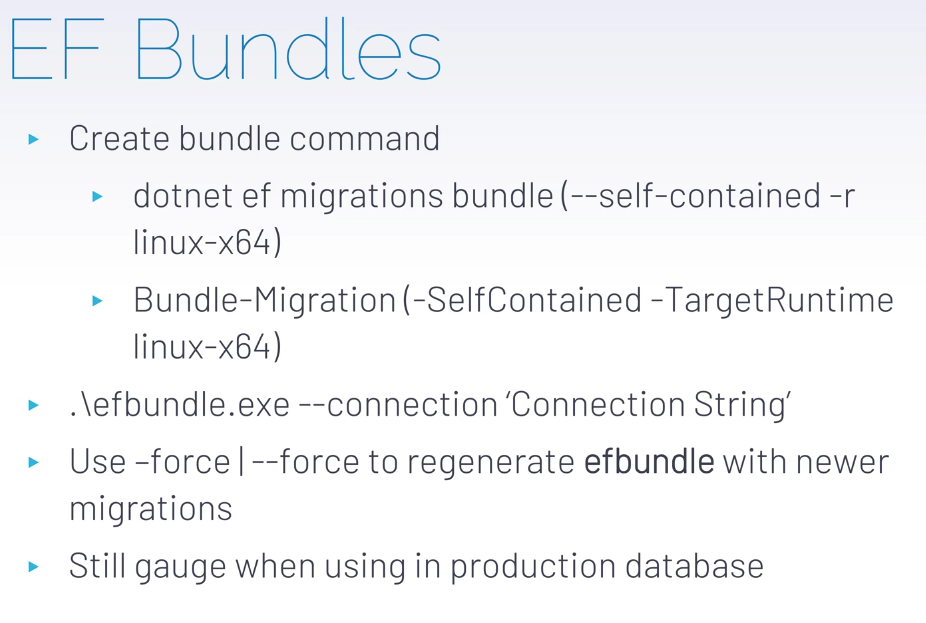 EF Bundles
Create bundle command
dotnet ef migrations bundle (--self-contained -r
linux-x64)
Bundle-Migration (-SelfContained -TargetRuntime
linux-x64)
.\efbundle.exe --connection ‘Connection String’
Use –force | --force to regenerate efbundle with newer
migrations
Still gauge when using in production database